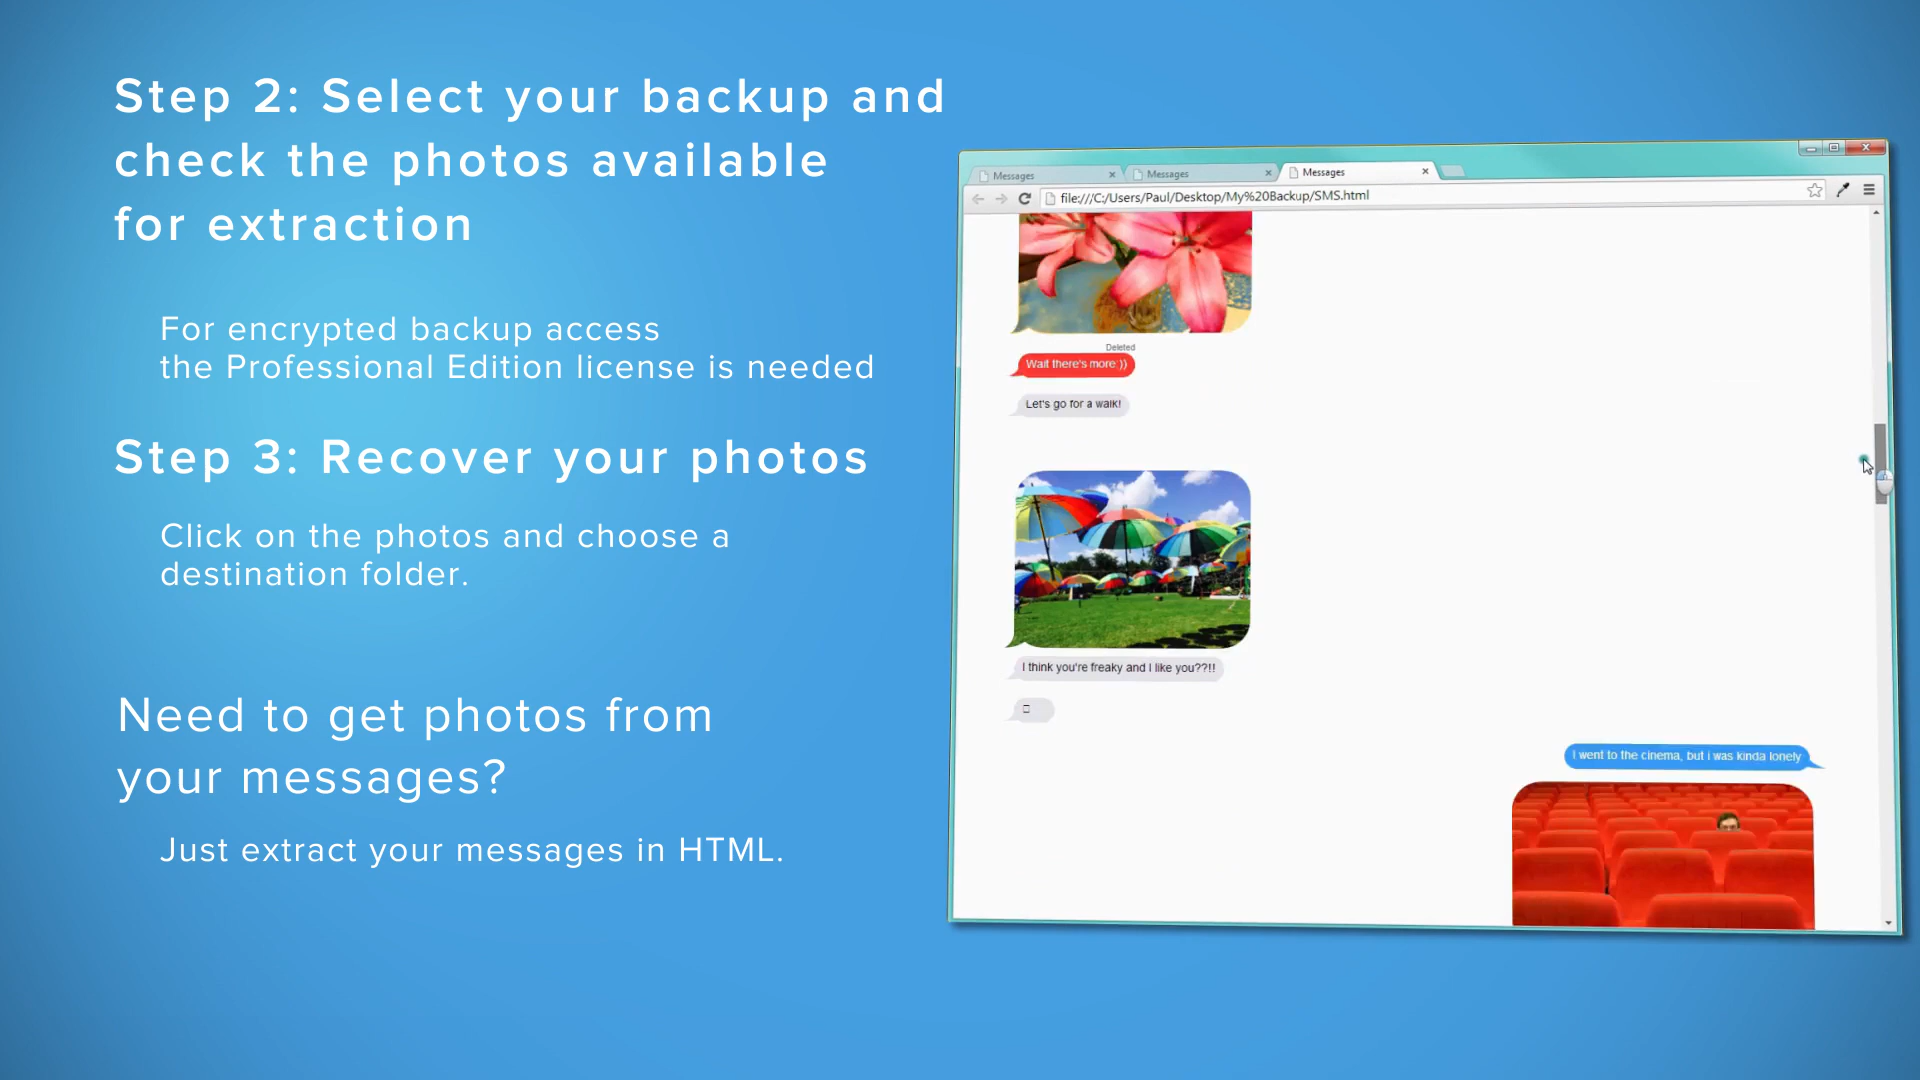 Step 2: Select your backup and
check the photos available
for extraction
For encrypted backup access
the Professional Edition license is needed
Step 3: Recover your photos
Click on the photos and choose a
destination folder.
Need to get photos from
your messages?
Just extract your messages in HTML.
Messages
Messages
Messages
file:///C:/Users/Paul/Desktop/My%20Backup/SMS.html
Deleted
Wait there's more:))
Let's go for a walk!
I think you're freaky and I like you??!!
I went to the cinema, but i was kinda lonely